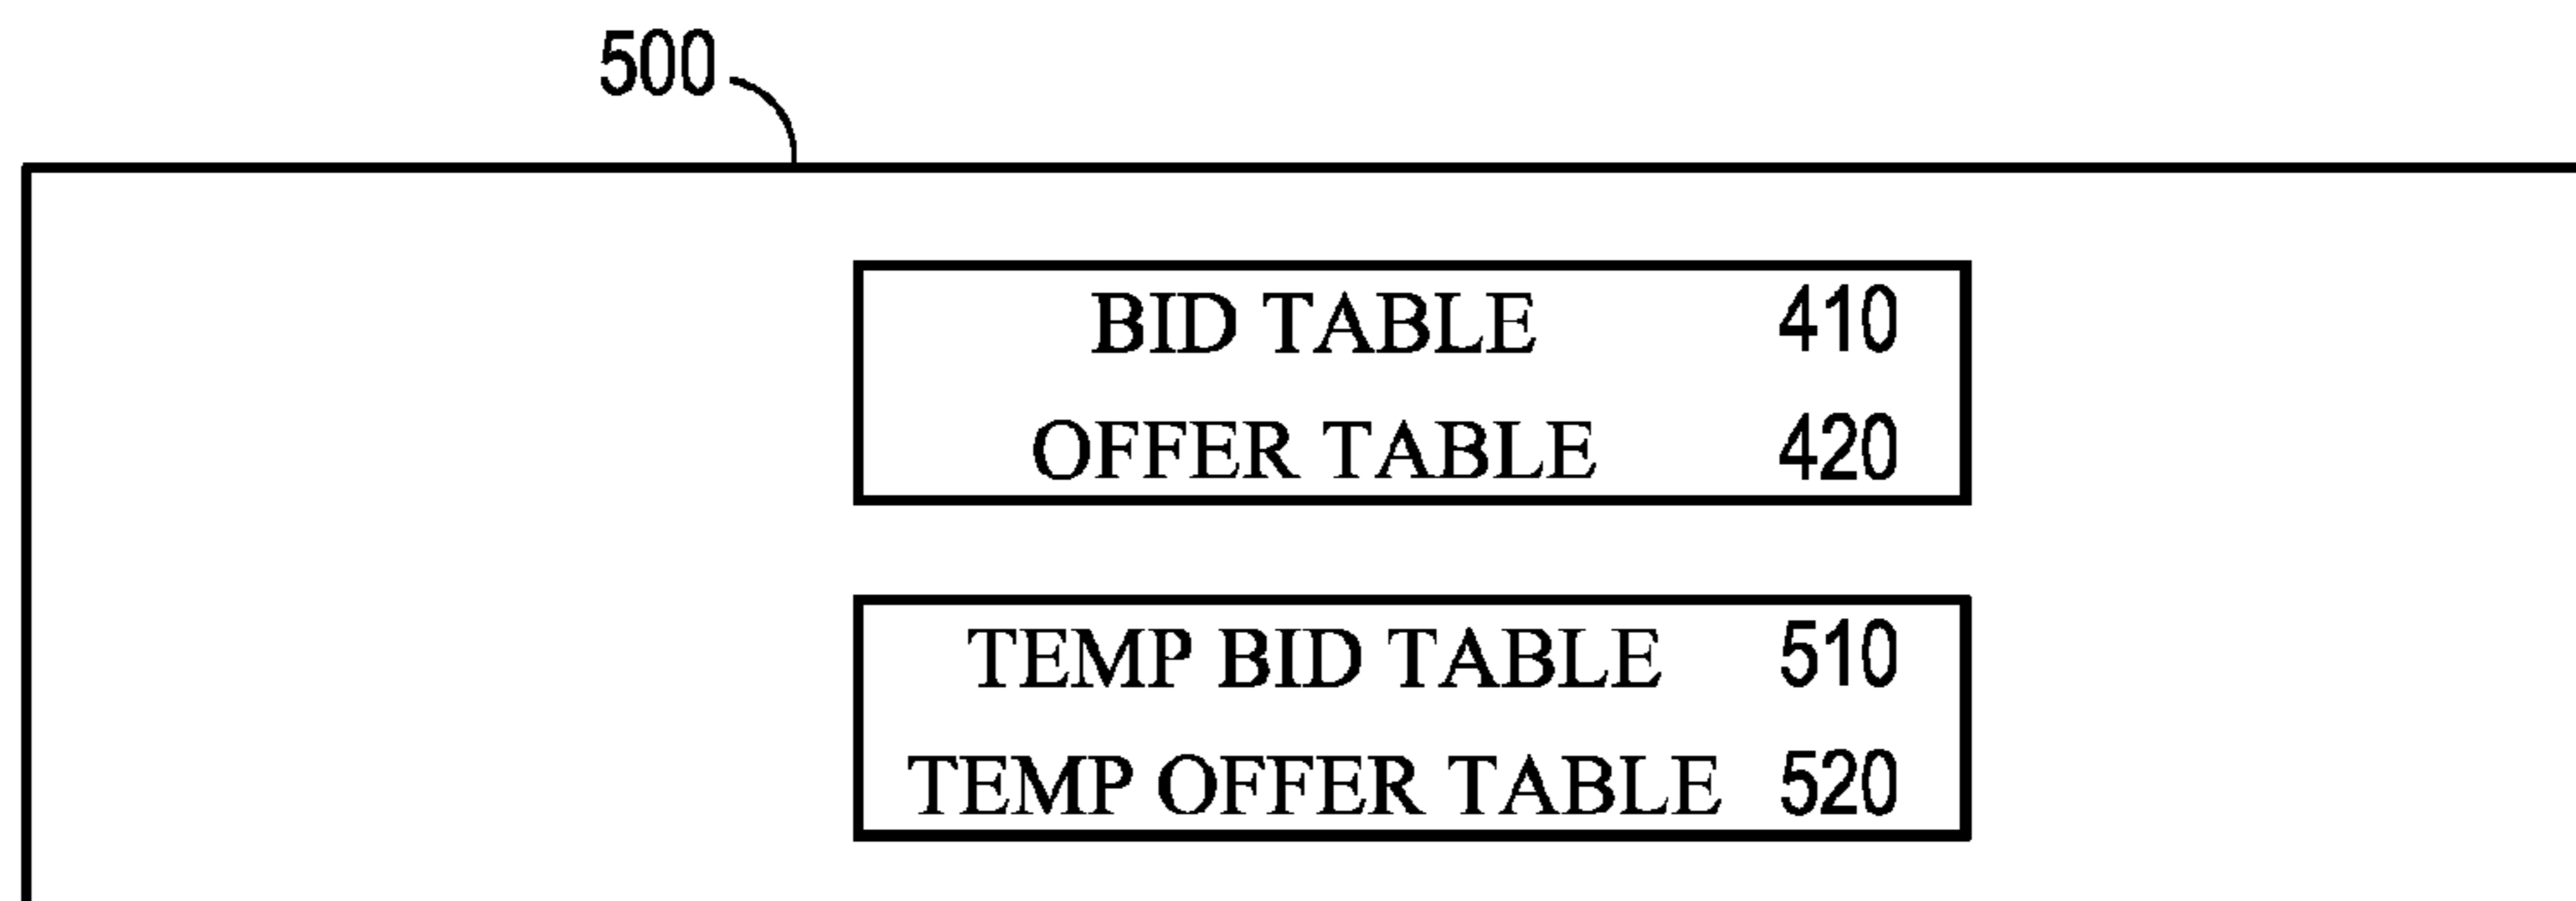 500
BID TABLE 410
OFFER TABLE 420
TEMP BID TABLE 510
TEMP OFFER TABLE 520